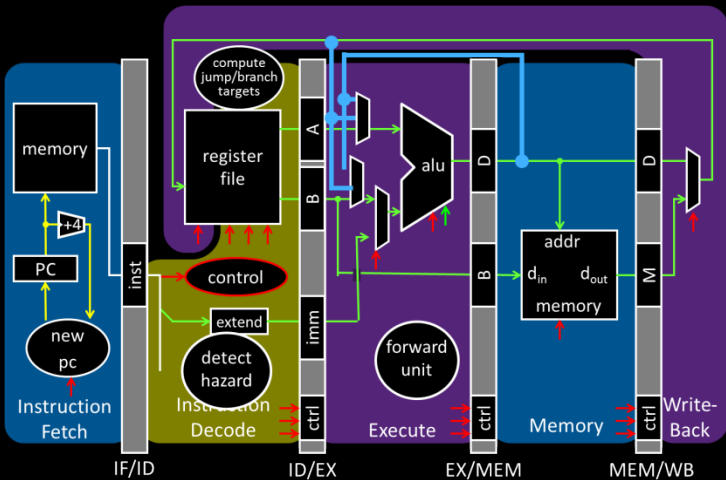 compute
jump/branch
targets
memory
register
file
A
B
alu
D
D
+4
addr
PC
inst
control
B
d_in
d_out
M
memory
extend
imm
new
pc
detect
hazard
forward
unit
Instruction
Fetch
Instruction
Decode
ctrl
Execute
ctrl
Memory
ctrl
Write-
Back
IF/ID
ID/EX
EX/MEM
MEM/WB